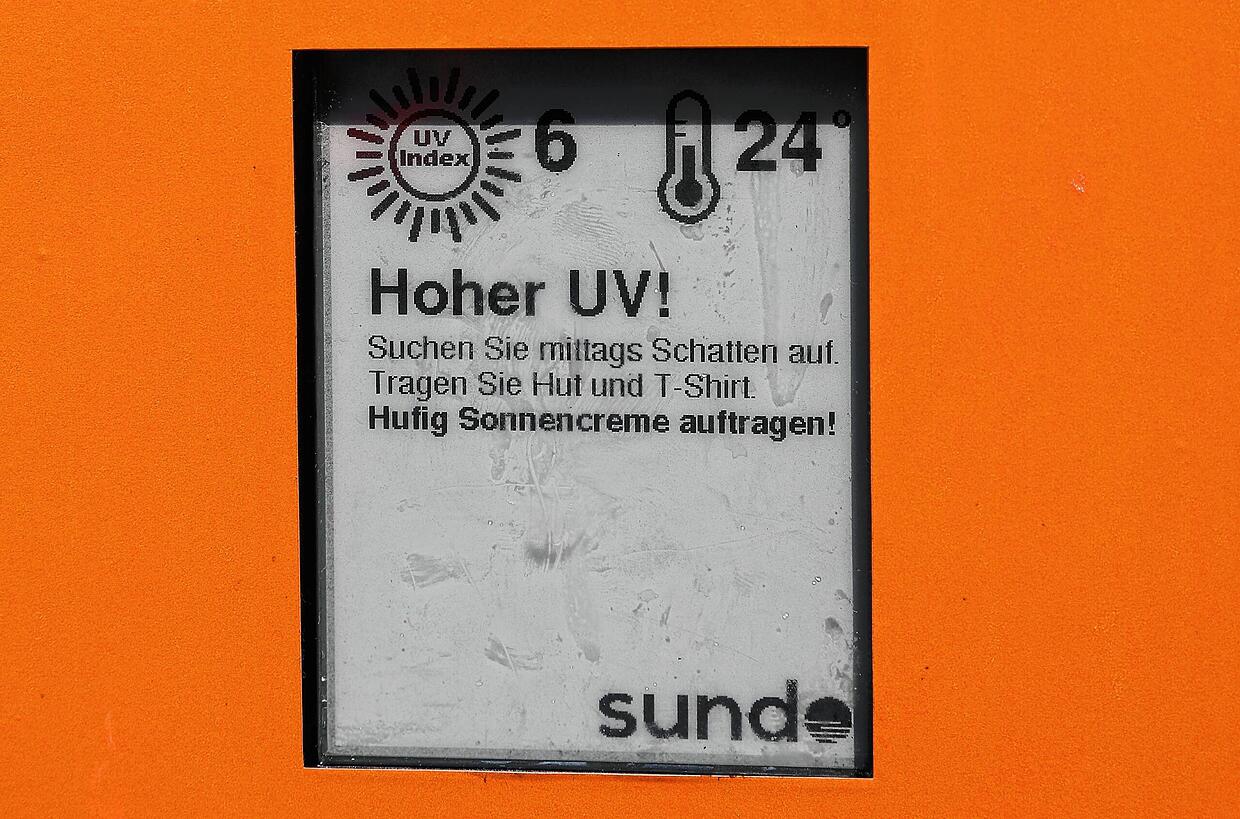 UV
Index
6
24°
Hoher UV!
Suchen Sie mittags Schatten auf.
Tragen Sie Hut und T-Shirt.
Hufig Sonnencreme auftragen!
sundo